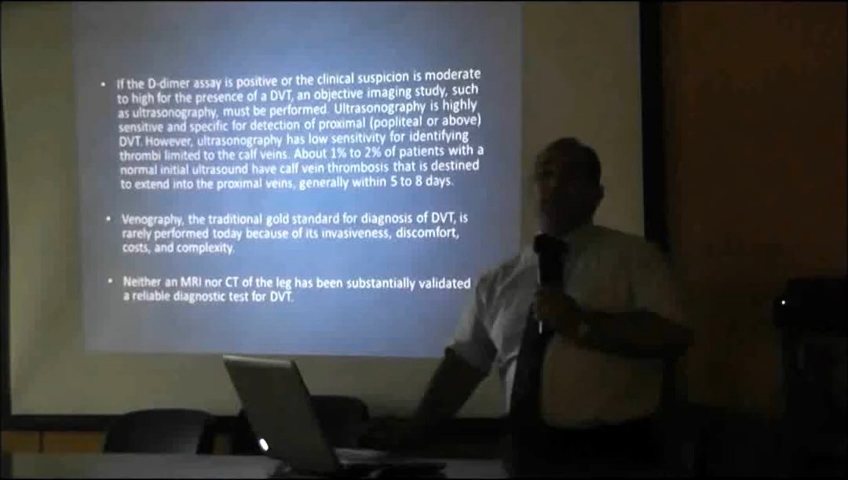 • If the D-dimer assay is positive or the clinical suspicion is moderate
to high for the presence of a DVT, an objective imaging study, such
as ultrasonography, must be performed. Ultrasonography is highly
sensitive and specific for detection of proximal (popliteal or above)
DVT. However, ultrasonography has low sensitivity for identifying
thrombi limited to the calf veins. About 1% to 2% of patients with a
normal initial ultrasound have calf vein thrombosis that is destined
to extend into the proximal veins, generally within 5 to 8 days.
• Venography, the traditional gold standard for diagnosis of DVT, is
rarely performed today because of its invasiveness, discomfort,
costs, and complexity.
• Neither an MRI nor CT of the leg has been substantially validated
a reliable diagnostic test for DVT.